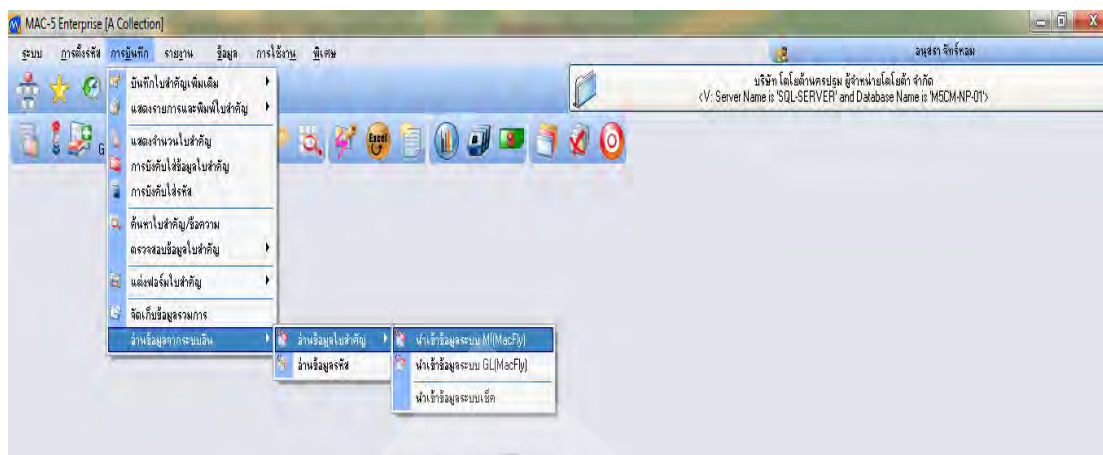 MAC-5 Enterprise [A Collection]
ระบบ การตั้งรหัส การบันทึก รายงาน ข้อมูล การใช้งาน พิเศษ
อนุสรา จันทร์หอม
บันทึกใบสำคัญเพิ่มเติม
บริษัท โตโยต้านครปฐม ผู้จำหน่ายโตโยต้า จำกัด
แสดงรายการและพิมพ์ใบสำคัญ
<V: Server Name is 'SQL-SERVER' and Database Name is 'M5CM-NP-01'>
แสดงจำนวนใบสำคัญ
Excel
G
การบังคับใส่ข้อมูลใบสำคัญ
การบังคับใส่รหัส
ค้นหาใบสำคัญ/ข้อความ
ตรวจสอบข้อมูลใบสำคัญ
แต่งฟอร์มใบสำคัญ
จัดเก็บข้อมูลรวมการ
อ่านข้อมูลจากระบบอื่น อ่านข้อมูลใบสำคัญ นำเข้าข้อมูลระบบ MI(MacFly)
อ่านข้อมูลรหัส นำเข้าข้อมูลระบบ GL(MacFly)
นำเข้าข้อมูลระบบเช็ค